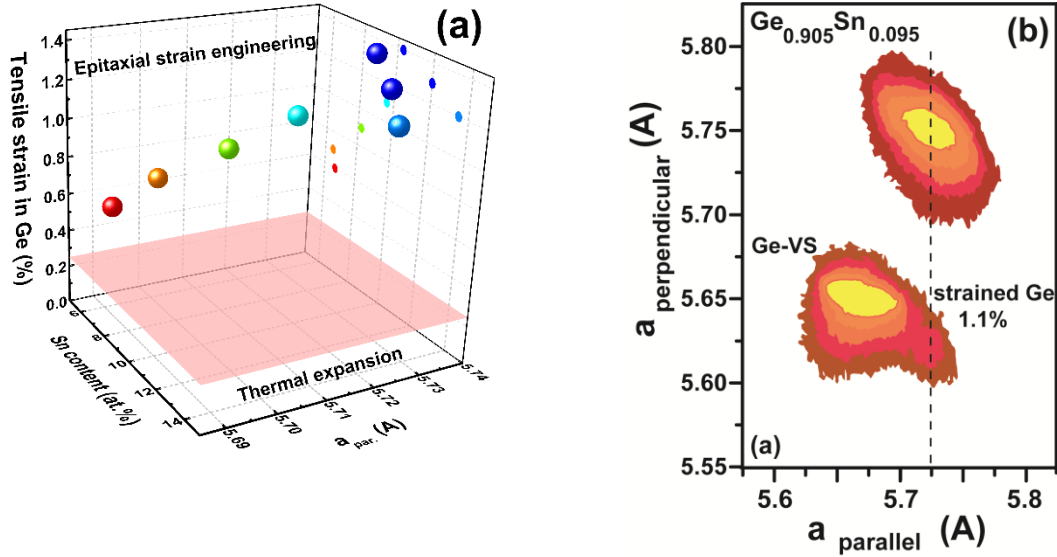 (a)
Tensile strain in Ge (%)
1.4
1.2
1.0
0.8
0.6
0.4
0.2
0.0
Epitaxial strain engineering
Thermal expansion
6
8
10
12
14
Sn content (at.%)
5.69
5.70
5.71
5.72
5.73
5.74
a par. (A)
(b)
Ge0.905Sn0.095
a perpendicular (A)
5.80
5.75
5.70
5.65
5.60
5.55
Ge-VS
strained Ge
1.1%
(a)
5.6
5.7
5.8
a parallel (A)